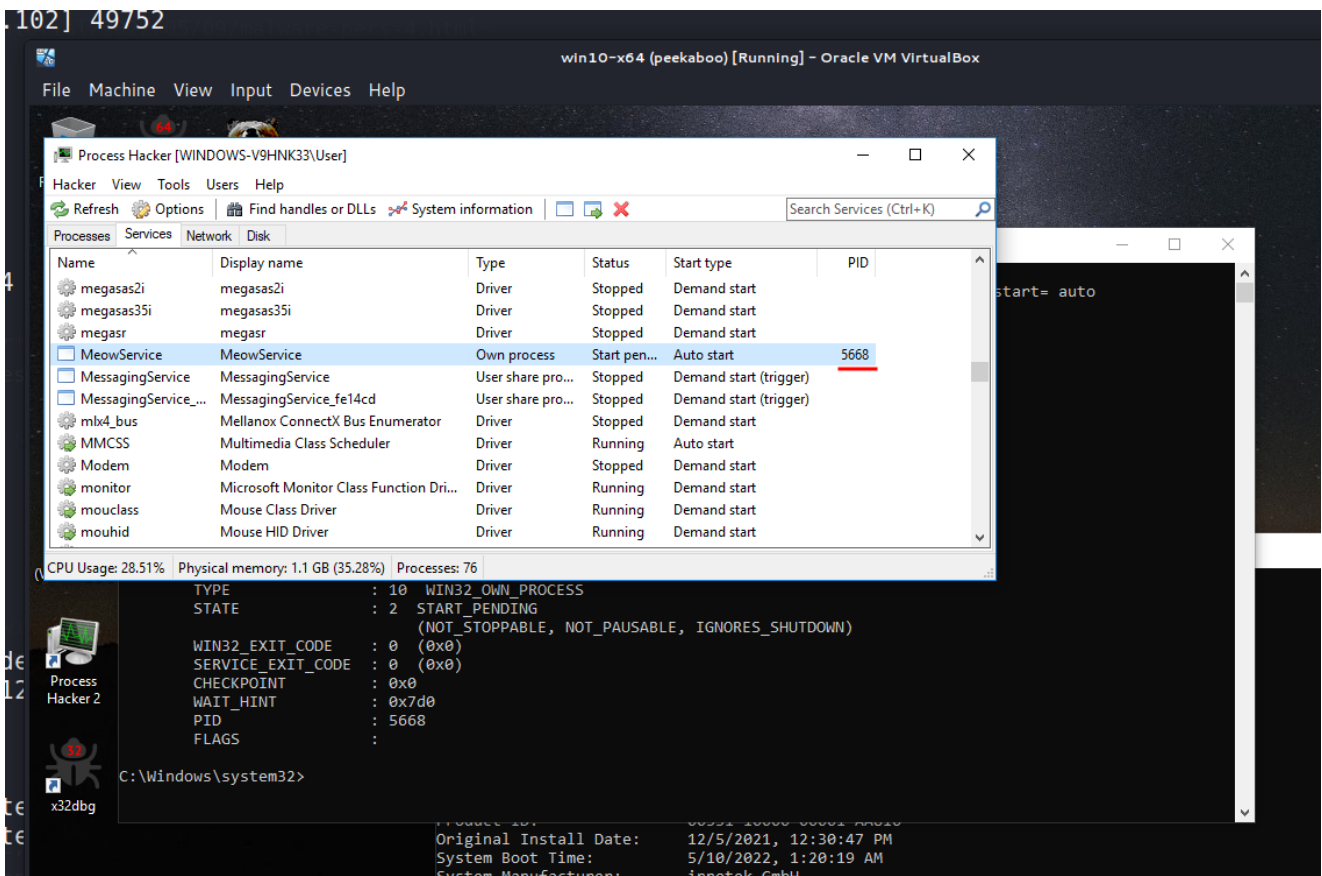 .102] 49752
win10-x64 (peekaboo) [Running] - Oracle VM VirtualBox
File Machine View Input Devices Help
64
Process Hacker [WINDOWS-V9HNK33\User]
Hacker View Tools Users Help
Refresh Options Find handles or DLLs System information Search Services (Ctrl+K)
Processes Services Network Disk
Name Display name Type Status Start type PID
megasas2i megasas2i Driver Stopped Demand start
start= auto
megasas35i megasas35i Driver Stopped Demand start
megasr megasr Driver Stopped Demand start
MeowService MeowService Own process Start pen... Auto start 5668
MessagingService MessagingService User share pro... Stopped Demand start (trigger)
MessagingService_... MessagingService_fe14cd User share pro... Stopped Demand start (trigger)
mlx4_bus Mellanox ConnectX Bus Enumerator Driver Stopped Demand start
MMCSS Multimedia Class Scheduler Driver Running Auto start
Modem Modem Driver Stopped Demand start
monitor Microsoft Monitor Class Function Dri... Driver Running Demand start
mouclass Mouse Class Driver Driver Running Demand start
mouhid Mouse HID Driver Driver Running Demand start
CPU Usage: 28.51% Physical memory: 1.1 GB (35.28%) Processes: 76
TYPE : 10 WIN32_OWN_PROCESS
STATE : 2 START_PENDING
(NOT_STOPPABLE, NOT_PAUSABLE, IGNORES_SHUTDOWN)
WIN32_EXIT_CODE : 0 (0x0)
SERVICE_EXIT_CODE : 0 (0x0)
CHECKPOINT : 0x0
WAIT_HINT : 0x7d0
PID : 5668
FLAGS :
C:\Windows\system32>
Process
Hacker 2
32
x32dbg
Original Install Date: 12/5/2021, 12:30:47 PM
System Boot Time: 5/10/2022, 1:20:19 AM